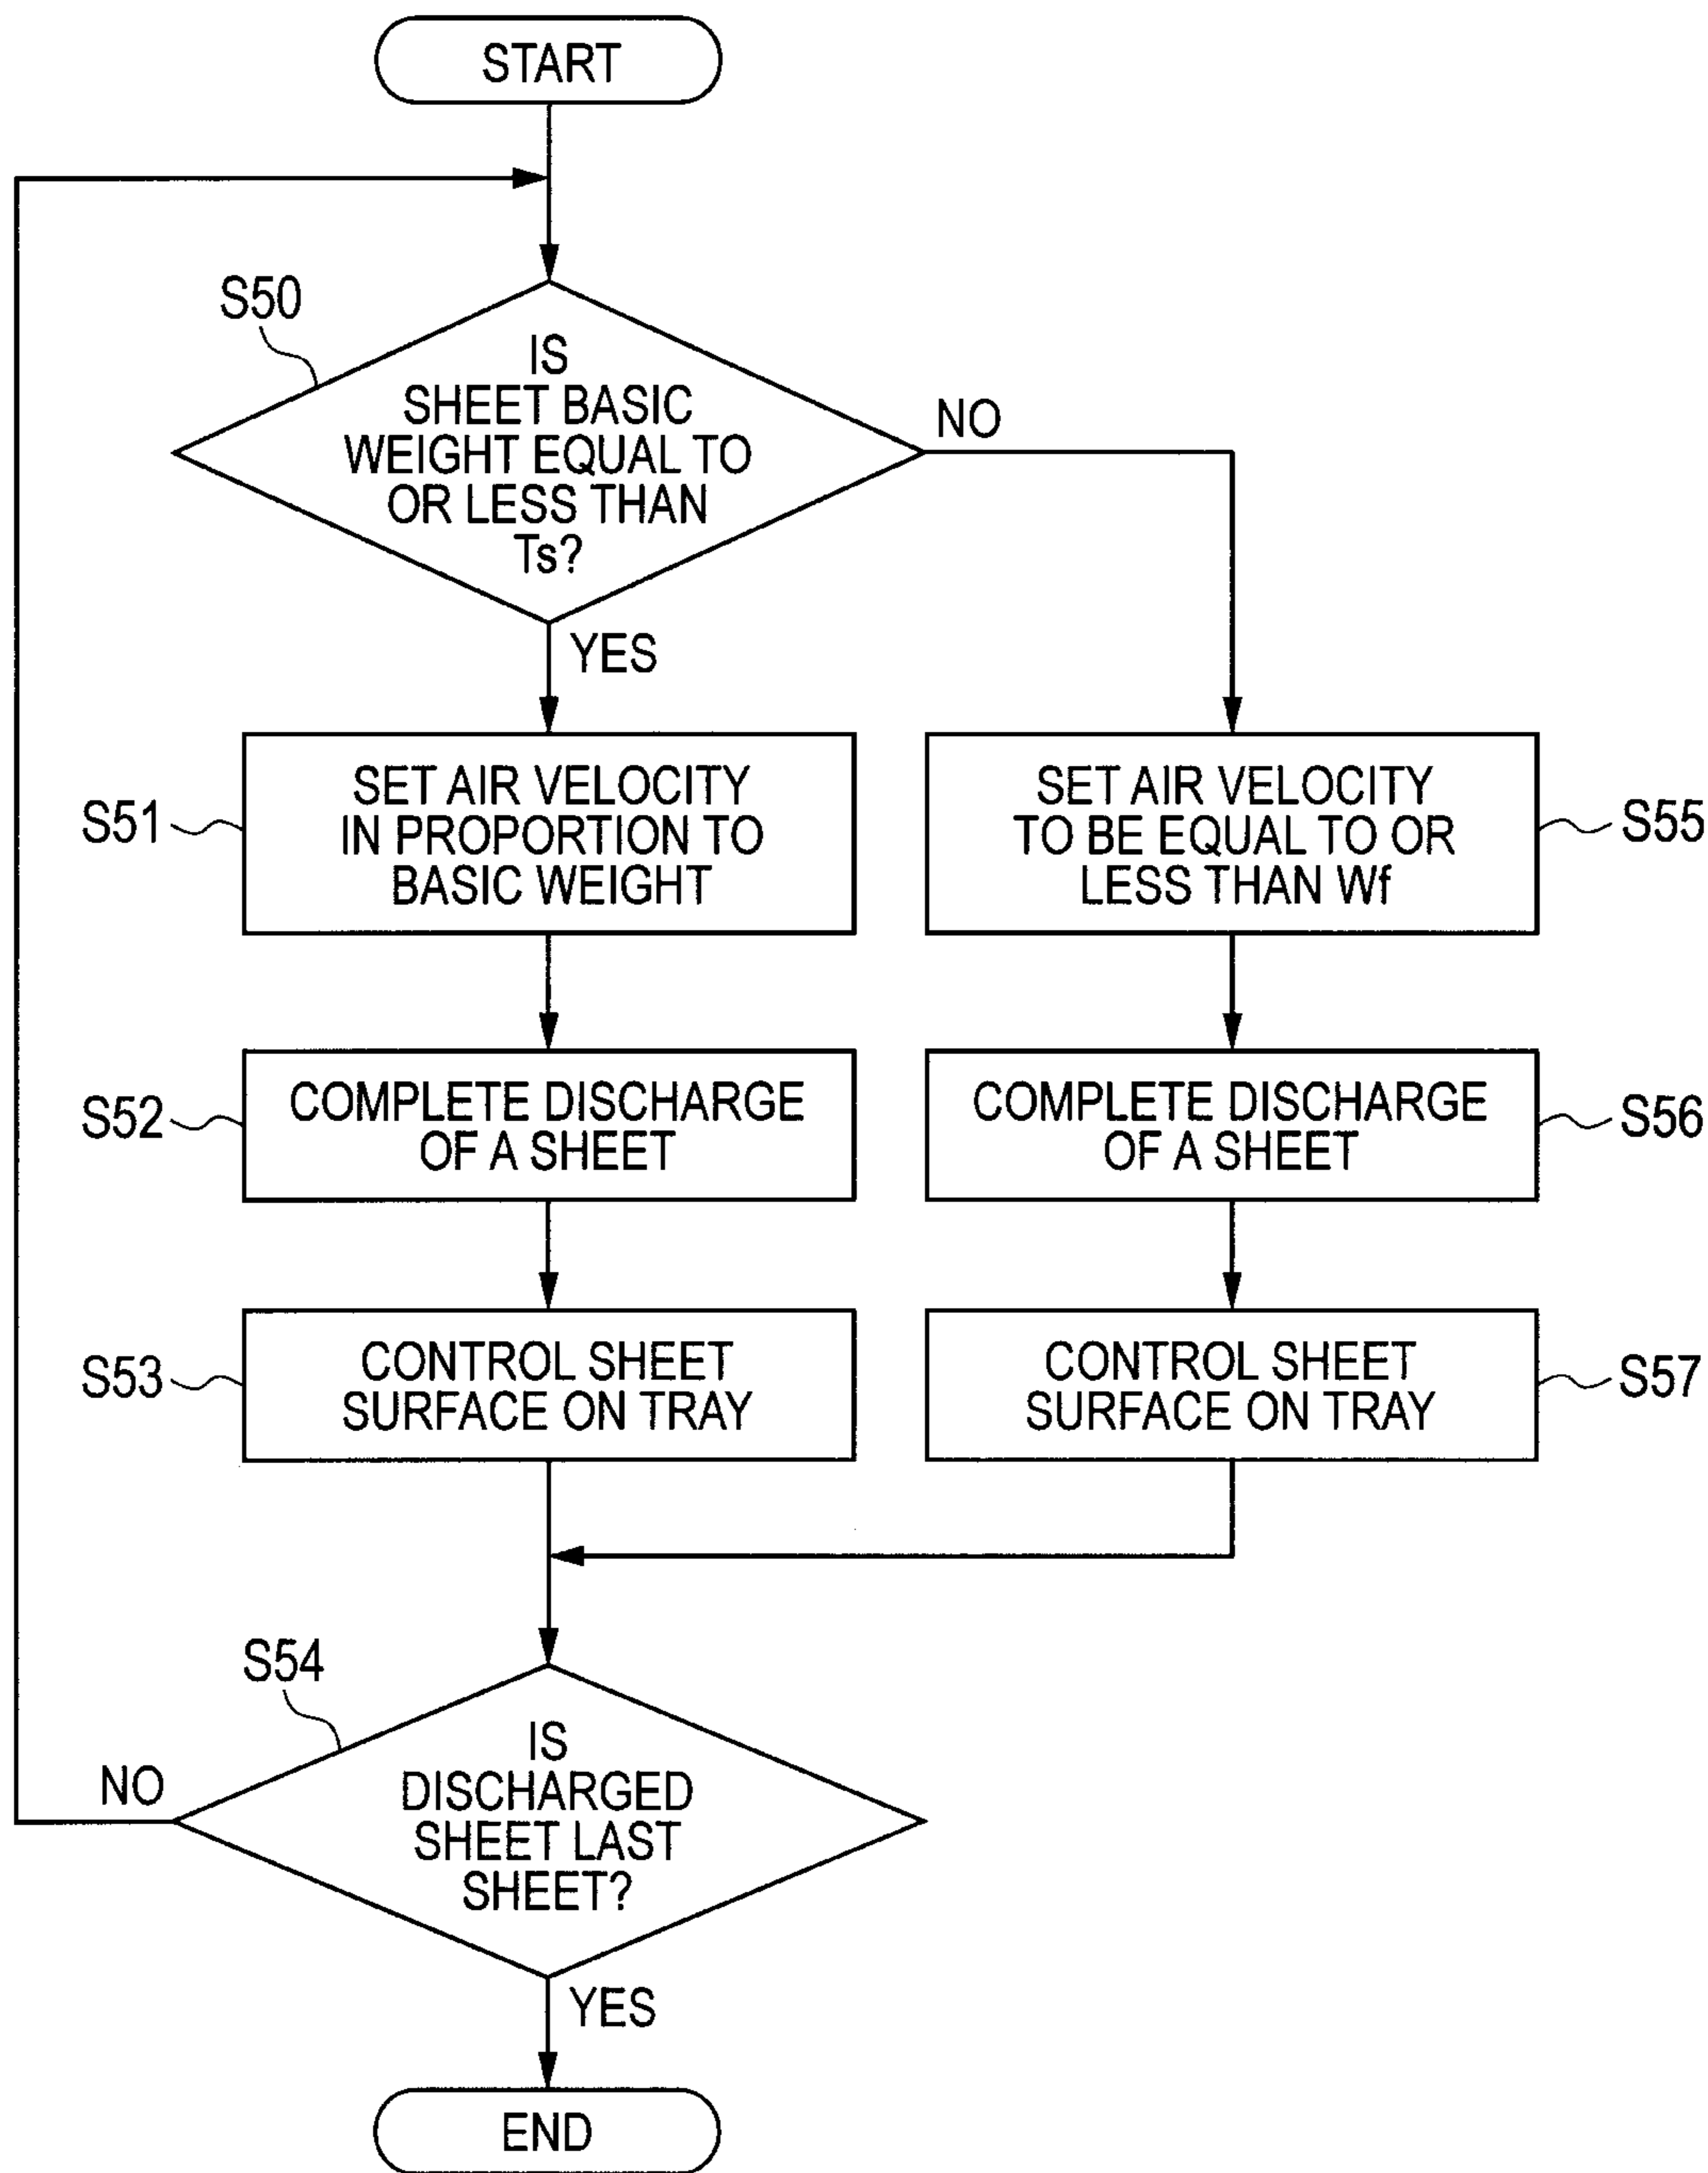 START
S50
IS
SHEET BASIC
WEIGHT EQUAL TO
OR LESS THAN
Ts?
NO
YES
S51
SET AIR VELOCITY
IN PROPORTION TO
BASIC WEIGHT
SET AIR VELOCITY
TO BE EQUAL TO OR
LESS THAN Wf
S55
S52
COMPLETE DISCHARGE
OF A SHEET
COMPLETE DISCHARGE
OF A SHEET
S56
S53
CONTROL SHEET
SURFACE ON TRAY
CONTROL SHEET
SURFACE ON TRAY
S57
S54
IS
DISCHARGED
SHEET LAST
SHEET?
NO
YES
END